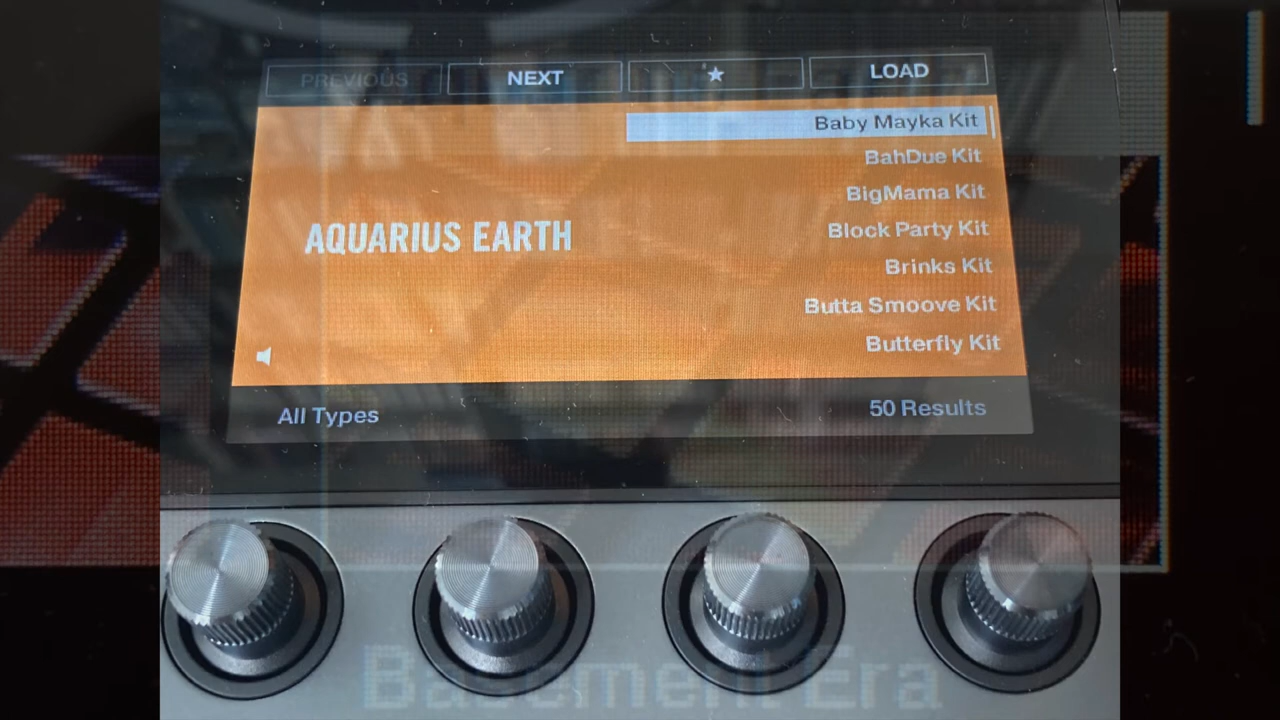 PREVIOUS NEXT ★ LOAD
Baby Mayka Kit
BahDue Kit
BigMama Kit
Block Party Kit
AQUARIUS EARTH
Brinks Kit
Butta Smoove Kit
Butterfly Kit
All Types 50 Results
Basement Era